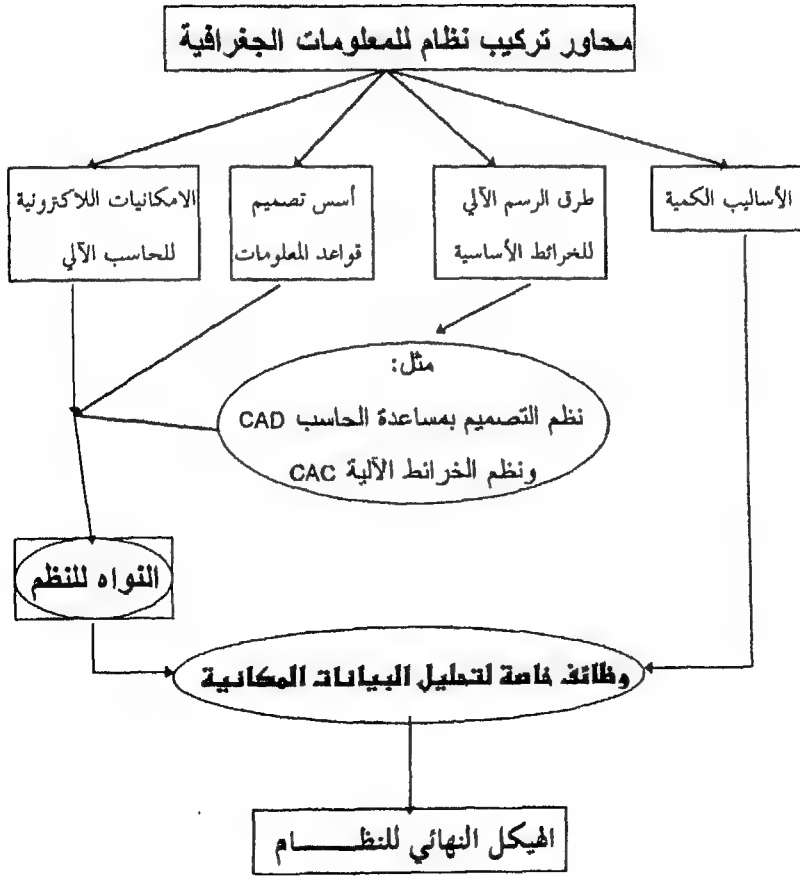 محاور تركيب نظام للمعلومات الجغرافية
الأساليب الكمية
طرق الرسم الآلي
للخرائط الأساسية
أسس تصميم
قواعد المعلومات
الامكانيات اللاكترونية
للحاسب الآلي
مثل:
نظم التصميم بمساعدة الحاسب CAD
ونظم الخرائط الآلية CAC
النواه للنظم
وظائف خاصة لتحليل البيانات المكانية
الهيكل النهائي للنظــــــام